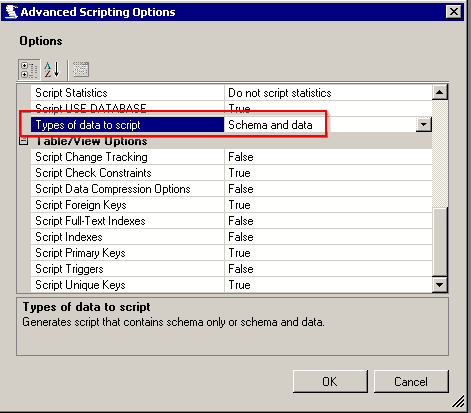 Advanced Scripting Options
Options
Script Statistics Do not script statistics
Script USE DATABASE True
Types of data to script Schema and data
Table/View Options
Script Change Tracking False
Script Check Constraints True
Script Data Compression Options False
Script Foreign Keys True
Script Full-Text Indexes False
Script Indexes False
Script Primary Keys True
Script Triggers False
Script Unique Keys True
Types of data to script
Generates script that contains schema only or schema and data.
OK Cancel